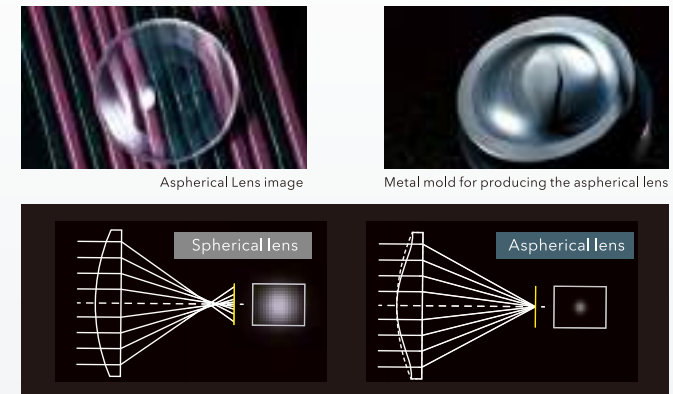 Aspherical Lens image
Metal mold for producing the aspherical lens
Spherical lens
Aspherical lens